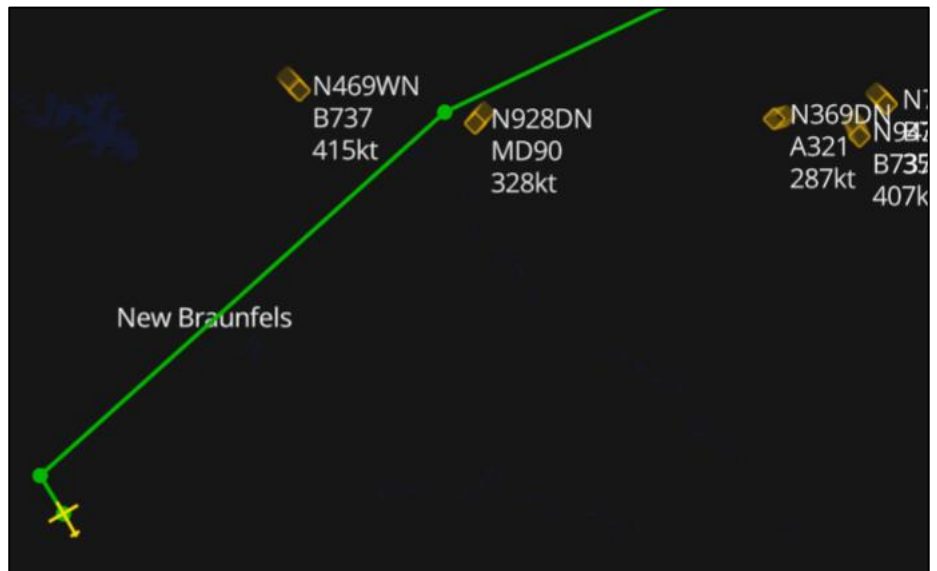 N469WN
B737
415kt
N928DN
MD90
328kt
N369DN
A321
287kt
407k
New Braunfels